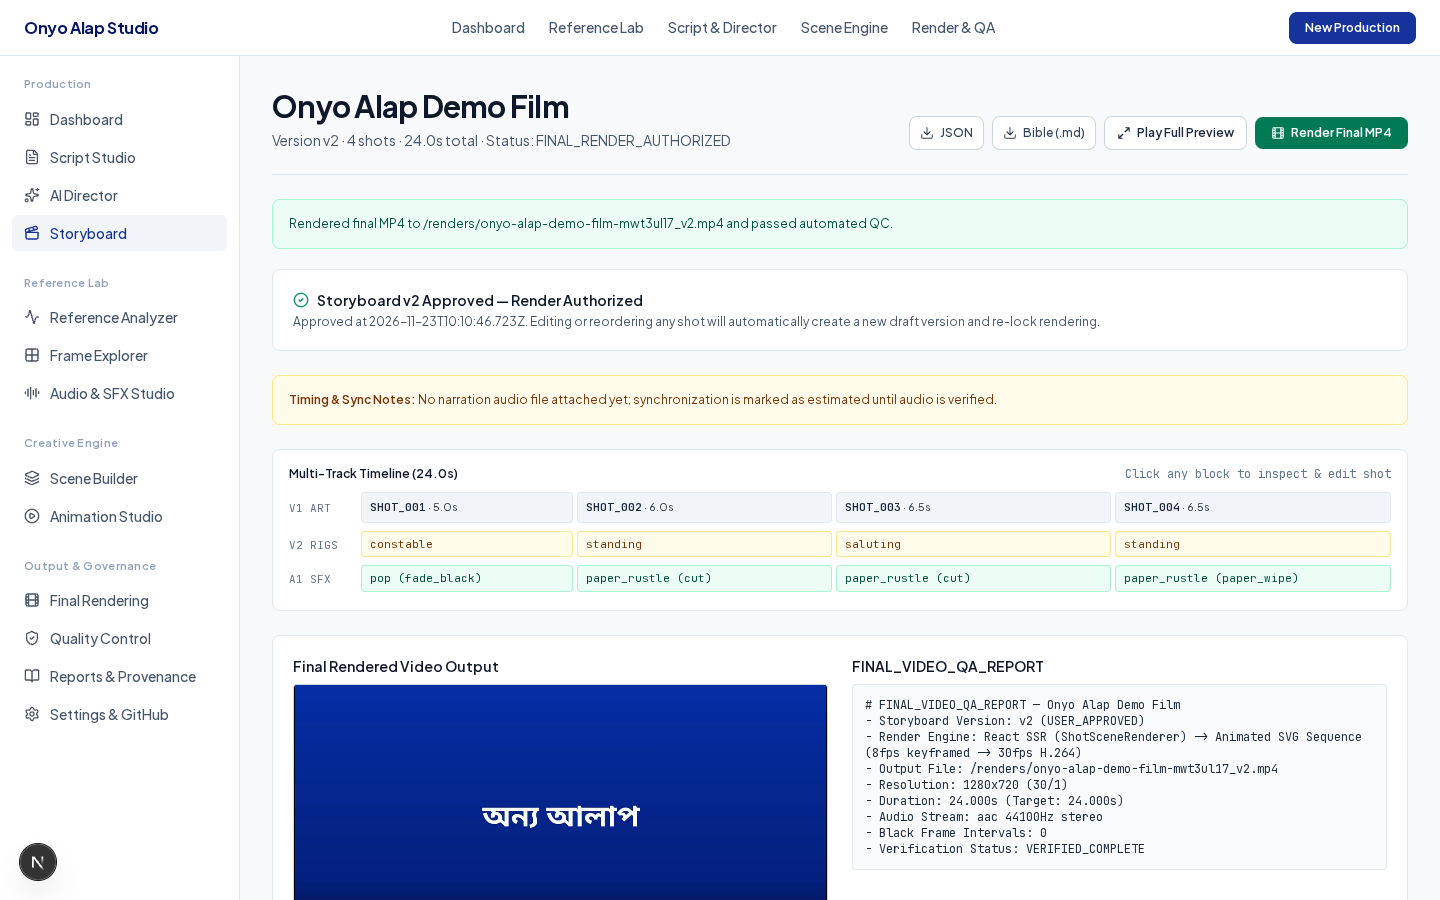 Onyo Alap Studio
Dashboard
Reference Lab
Script & Director
Scene Engine
Render & QA
New Production
Production
Dashboard
Script Studio
AI Director
Storyboard
Reference Lab
Reference Analyzer
Frame Explorer
Audio & SFX Studio
Creative Engine
Scene Builder
Animation Studio
Output & Governance
Final Rendering
Quality Control
Reports & Provenance
Settings & GitHub
N
Onyo Alap Demo Film
Version v2 · 4 shots · 24.0s total · Status: FINAL_RENDER_AUTHORIZED
JSON
Bible (.md)
Play Full Preview
Render Final MP4
Rendered final MP4 to /renders/onyo-alap-demo-film-mwt3ul17_v2.mp4 and passed automated QC.
Storyboard v2 Approved — Render Authorized
Approved at 2026-11-23T10:10:46.723Z. Editing or reordering any shot will automatically create a new draft version and re-lock rendering.
Timing & Sync Notes: No narration audio file attached yet; synchronization is marked as estimated until audio is verified.
Multi-Track Timeline (24.0s)
Click any block to inspect & edit shot
V1 ART
SHOT_001 · 5.0s
SHOT_002 · 6.0s
SHOT_003 · 6.5s
SHOT_004 · 6.5s
V2 RIGS
constable
standing
saluting
standing
A1 SFX
pop (fade_black)
paper_rustle (cut)
paper_rustle (cut)
paper_rustle (paper_wipe)
Final Rendered Video Output
অন্য আলাপ
FINAL_VIDEO_QA_REPORT
# FINAL_VIDEO_QA_REPORT — Onyo Alap Demo Film
- Storyboard Version: v2 (USER_APPROVED)
- Render Engine: React SSR (ShotSceneRenderer) → Animated SVG Sequence
(8fps keyframed → 30fps H.264)
- Output File: /renders/onyo-alap-demo-film-mwt3ul17_v2.mp4
- Resolution: 1280x720 (30/1)
- Duration: 24.000s (Target: 24.000s)
- Audio Stream: aac 44100Hz stereo
- Black Frame Intervals: 0
- Verification Status: VERIFIED_COMPLETE